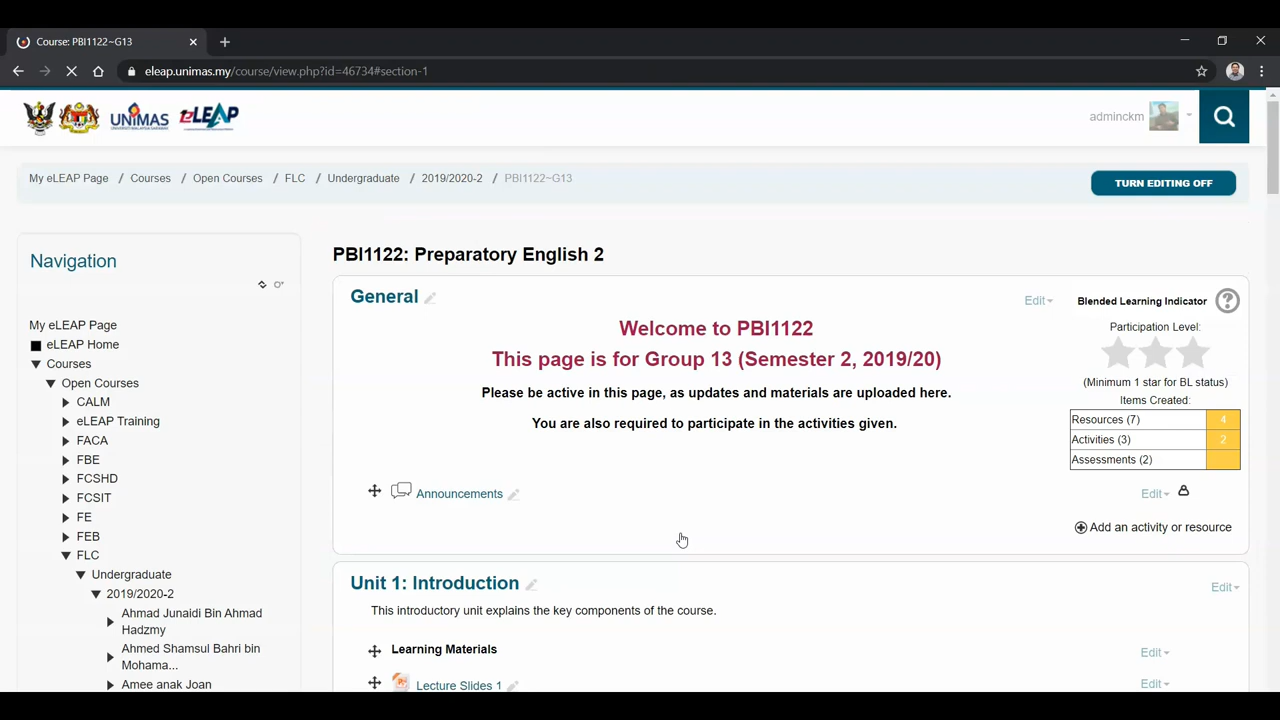 Course: PBI1122~G13
eleap.unimas.my/course/view.php?id=46734#section-1
UNIMAS
eLEAP
adminckm
My eLEAP Page / Courses / Open Courses / FLC / Undergraduate / 2019/2020-2 / PBI1122~G13
TURN EDITING OFF
Navigation
My eLEAP Page
eLEAP Home
Courses
Open Courses
CALM
eLEAP Training
FACA
FBE
FCSHD
FCSIT
FE
FEB
FLC
Undergraduate
2019/2020-2
Ahmad Junaidi Bin Ahmad
Hadzmy
Ahmed Shamsul Bahri bin
Mohama...
Amee anak Joan
PBI1122: Preparatory English 2
General
Edit
Welcome to PBI1122
This page is for Group 13 (Semester 2, 2019/20)
Please be active in this page, as updates and materials are uploaded here.
You are also required to participate in the activities given.
Blended Learning Indicator ?
Participation Level:
(Minimum 1 star for BL status)
Items Created:
Resources (7) 4
Activities (3) 2
Assessments (2)
Announcements
Edit
Add an activity or resource
Unit 1: Introduction
Edit
This introductory unit explains the key components of the course.
Learning Materials
Edit
Lecture Slides 1
Edit